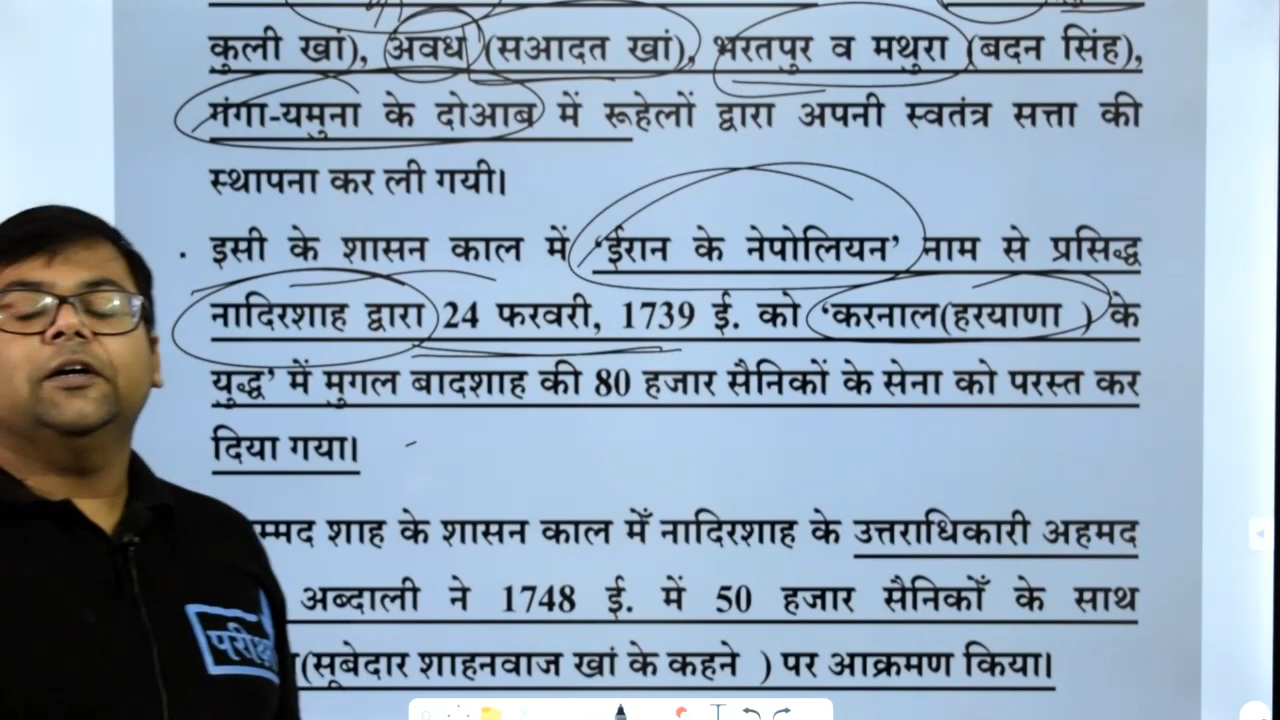 कुली खां), अवध (सआदत खां), भरतपुर व मथुरा (बदन सिंह),
गंगा-यमुना के दोआब में रूहेलों द्वारा अपनी स्वतंत्र सत्ता की
स्थापना कर ली गयी।
. इसी के शासन काल में ‘ईरान के नेपोलियन’ नाम से प्रसिद्ध
नादिरशाह द्वारा 24 फरवरी, 1739 ई. को ‘करनाल(हरयाणा ) के
युद्ध’ में मुगल बादशाह की 80 हजार सैनिकों के सेना को परस्त कर
दिया गया।
म्मद शाह के शासन काल मेँ नादिरशाह के उत्तराधिकारी अहमद
अब्दाली ने 1748 ई. में 50 हजार सैनिकोँ के साथ
(सूबेदार शाहनवाज खां के कहने ) पर आक्रमण किया।
परीक्षा